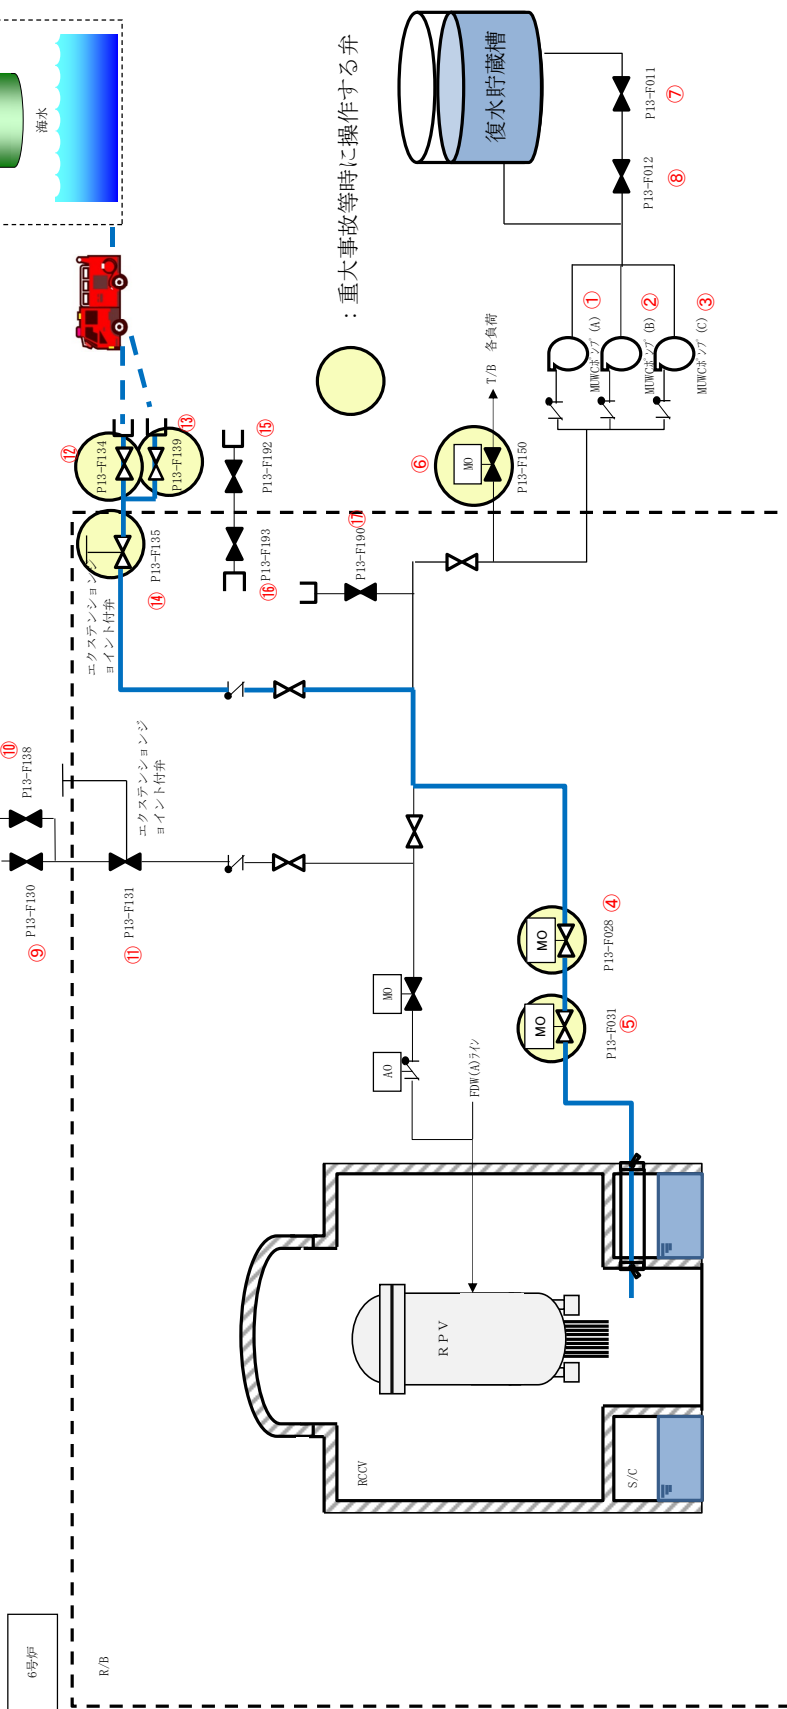 海水
：重大事故等時に操作する弁
復水貯蔵槽
P13-F011
⑦
P13-F012
⑧
MUWCポンプ (A)
①
MUWCポンプ (B)
②
MUWCポンプ (C)
③
T/B 各負荷
⑥
MO
P13-F150
⑫
P13-F134
⑬
P13-F139
⑮
P13-F192
⑯
P13-F193
⑰
P13-F190
⑭
P13-F135
エクステンションジ
ョイント付弁
⑩
P13-F138
⑨
P13-F130
⑪
P13-F131
エクステンションジ
ョイント付弁
MO
AO
FDW(A)ライン
MO
P13-F028
④
MO
P13-F031
⑤
RPV
RCCV
S/C
6号炉
R/B